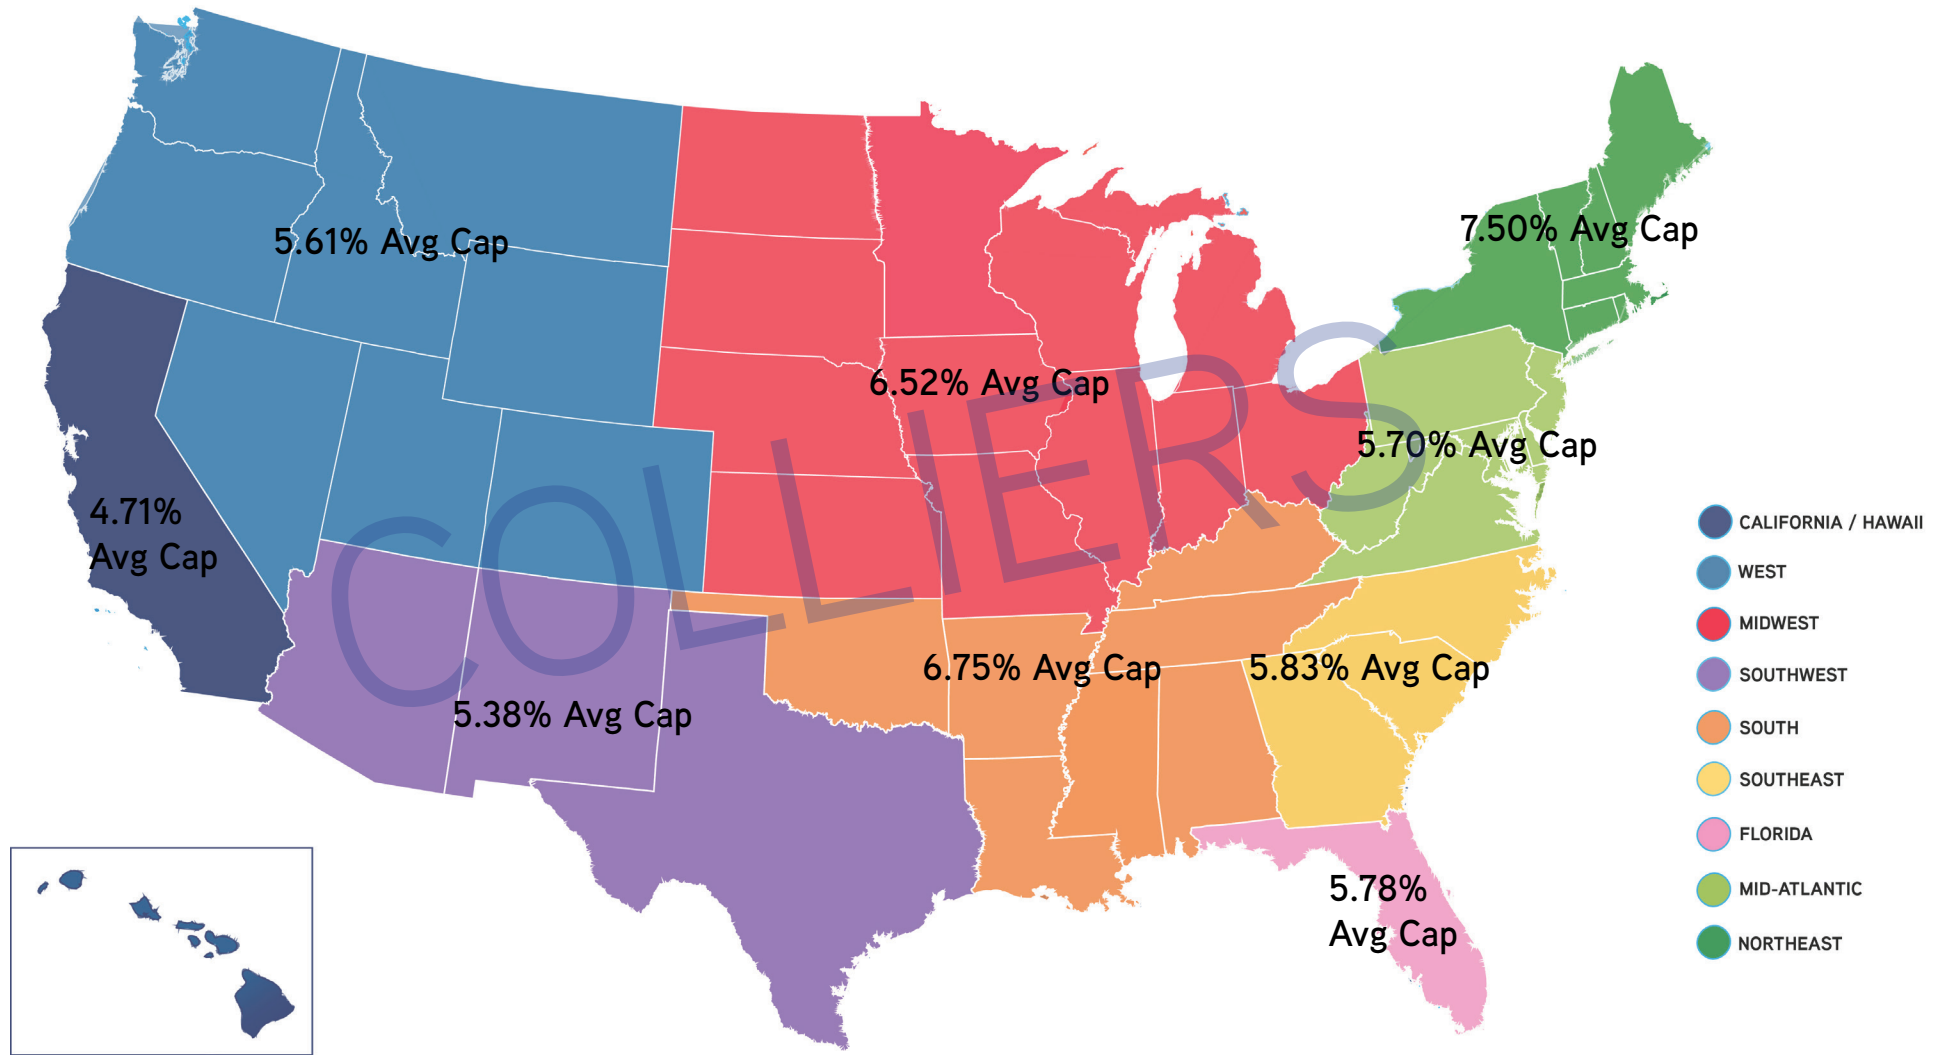 5.61% Avg Cap
7.50% Avg Cap
6.52% Avg Cap
5.70% Avg Cap
4.71%
Avg Cap
6.75% Avg Cap
5.83% Avg Cap
5.38% Avg Cap
5.78%
Avg Cap
COLLIERS
CALIFORNIA / HAWAII
WEST
MIDWEST
SOUTHWEST
SOUTH
SOUTHEAST
FLORIDA
MID-ATLANTIC
NORTHEAST